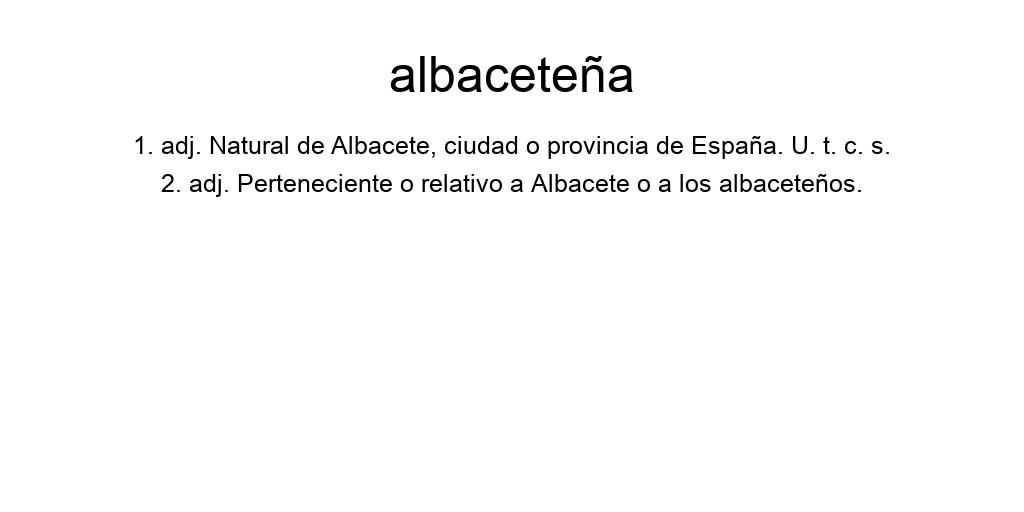 albaceteña
1. adj. Natural de Albacete, ciudad o provincia de España. U. t. c. s.
2. adj. Perteneciente o relativo a Albacete o a los albaceteños.